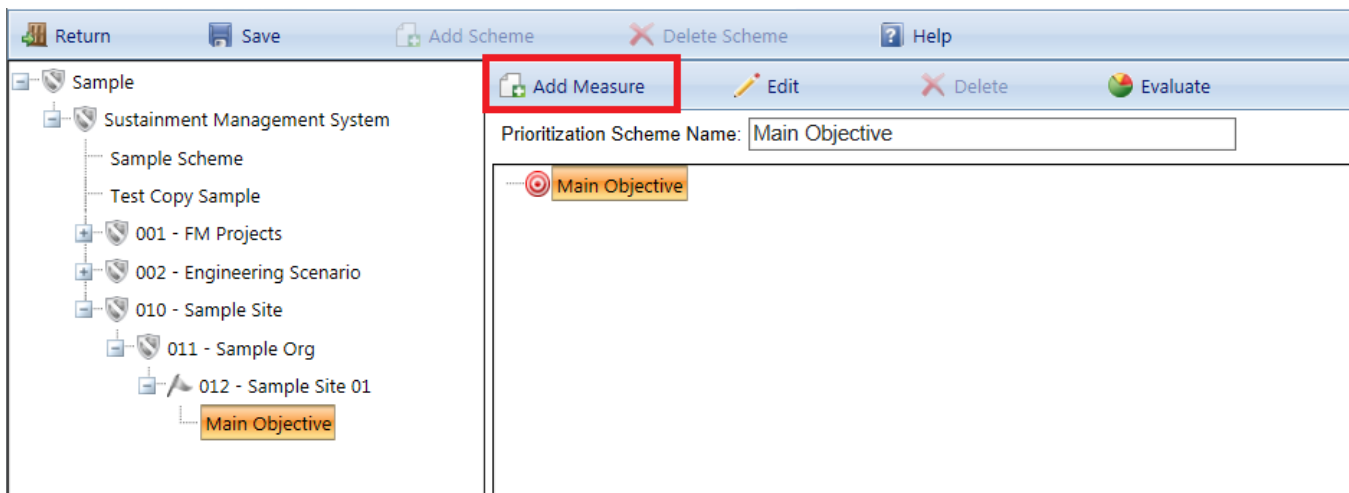 Return Save Add Scheme Delete Scheme Help
Sample
Sustainment Management System
Sample Scheme
Test Copy Sample
001 - FM Projects
002 - Engineering Scenario
010 - Sample Site
011 - Sample Org
012 - Sample Site 01
Main Objective
Add Measure Edit Delete Evaluate
Prioritization Scheme Name: Main Objective
Main Objective